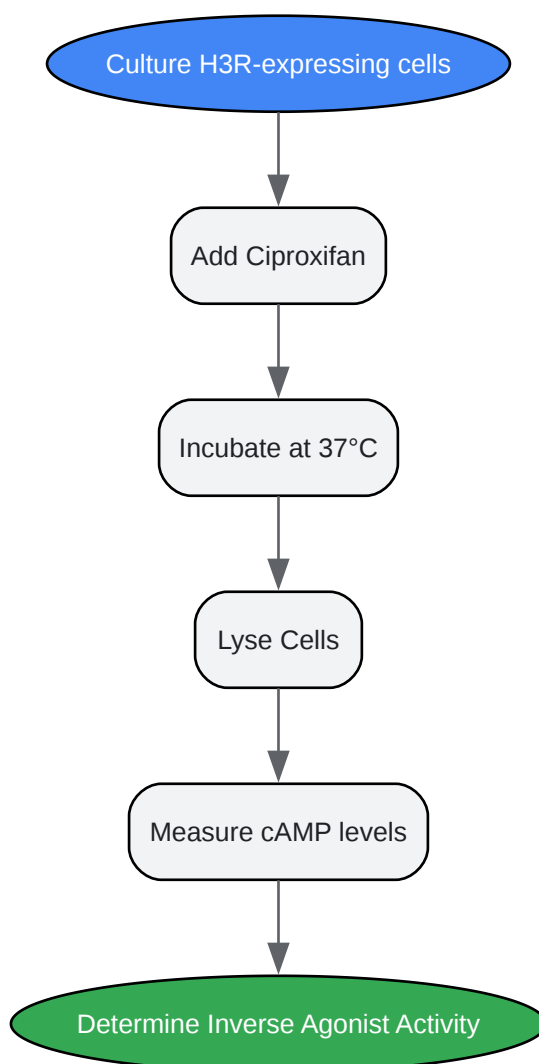 Culture H3R-expressing cells
Add Ciproxifan
Incubate at 37°C
Lyse Cells
Measure cAMP levels
Determine Inverse Agonist Activity